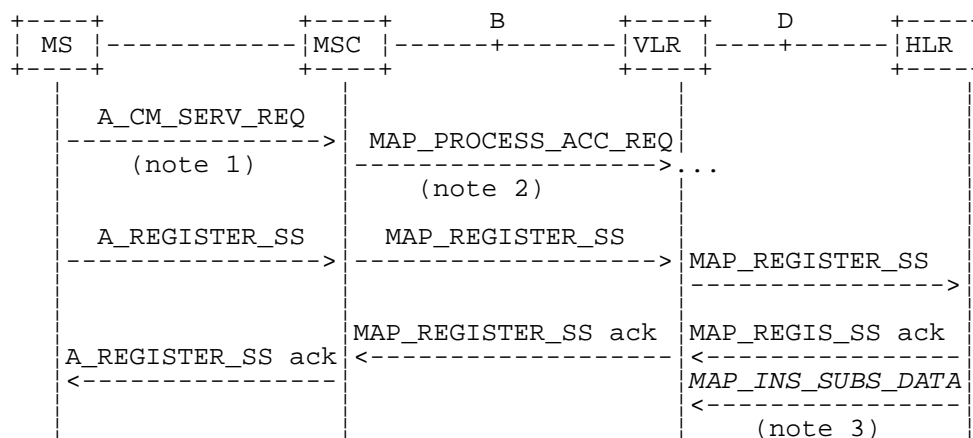 B D
MS MSC VLR HLR
A_CM_SERV_REQ
MAP_PROCESS_ACC_REQ
(note 1)
...
(note 2)
A_REGISTER_SS MAP_REGISTER_SS
MAP_REGISTER_SS
MAP_REGISTER_SS ack MAP_REGIS_SS ack
A_REGISTER_SS ack
MAP_INS_SUBS_DATA
(note 3)